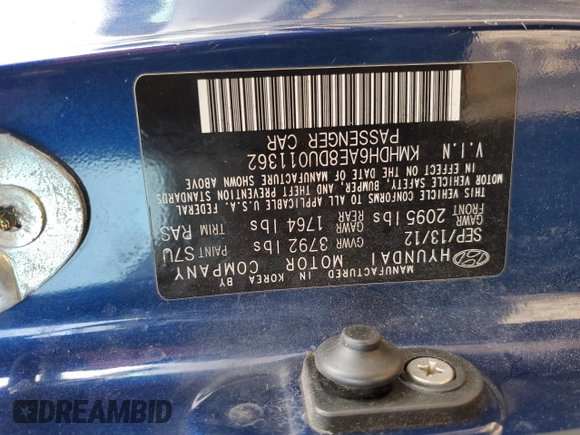 MANUFACTURED IN KOREA BY
HYUNDAI MOTOR COMPANY
SEP/13/12 GVWR 3792 lbs PAINT S7U
GAWR FRONT 2095 lbs GAWR REAR 1764 lbs TRIM RAS
THIS VEHICLE CONFORMS TO ALL APPLICABLE U.S.A. FEDERAL
MOTOR VEHICLE SAFETY, BUMPER, AND THEFT PREVENTION STANDARDS
IN EFFECT ON THE DATE OF MANUFACTURE SHOWN ABOVE
V.I.N KMHDH6AE8DU011362
PASSENGER CAR
DREAMBID